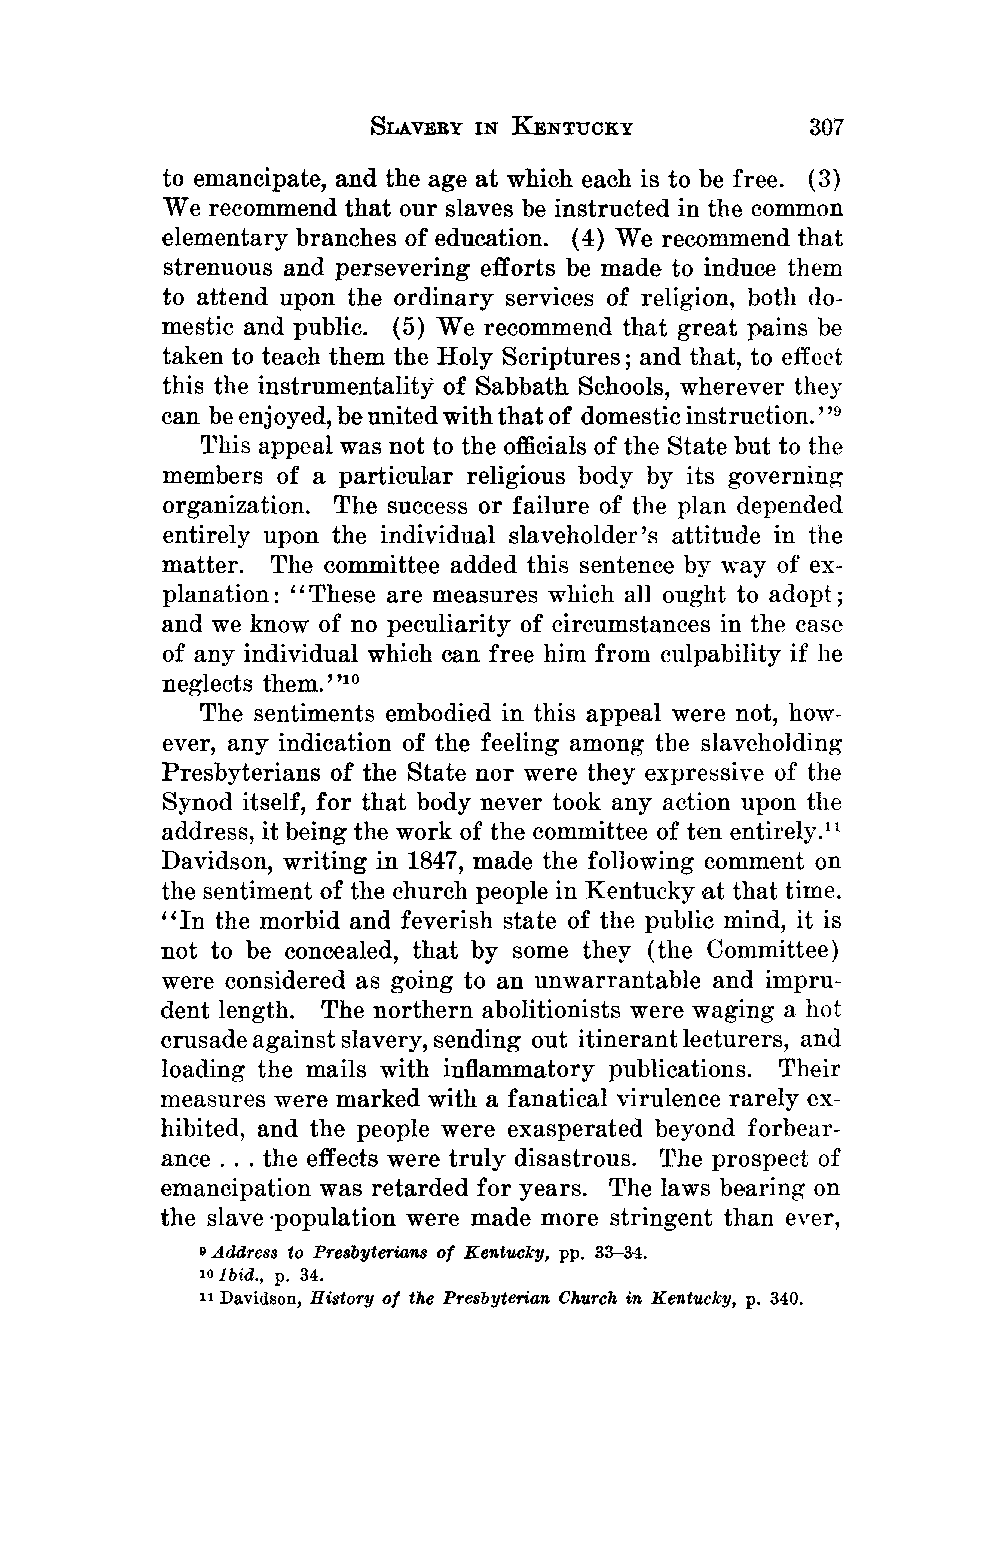 SLAVERY IN KENTUCKY 307
to emancipate, and the age at which each is to be free. (3)
We recommend that our slaves be instructed in the common
elementary branches of education. (4) We recommend that
strenuous and persevering efforts be made to induce them
to attend upon the ordinary services of religion, both do-
mestic and public. (5) We recommend that great pains be
taken to teach them the Holy Scriptures; and that, to effect
this the instrumentality of Sabbath Schools, wherever they
can be enjoyed, be united with that of domestic instruction.''⁹
This appeal was not to the officials of the State but to the
members of a particular religious body by its governing
organization. The success or failure of the plan depended
entirely upon the individual slaveholder's attitude in the
matter. The committee added this sentence by way of ex-
planation: ‘‘These are measures which all ought to adopt;
and we know of no peculiarity of circumstances in the case
of any individual which can free him from culpability if he
neglects them.''¹⁰
The sentiments embodied in this appeal were not, how-
ever, any indication of the feeling among the slaveholding
Presbyterians of the State nor were they expressive of the
Synod itself, for that body never took any action upon the
address, it being the work of the committee of ten entirely.¹¹
Davidson, writing in 1847, made the following comment on
the sentiment of the church people in Kentucky at that time.
‘‘In the morbid and feverish state of the public mind, it is
not to be concealed, that by some they (the Committee)
were considered as going to an unwarrantable and impru-
dent length. The northern abolitionists were waging a hot
crusade against slavery, sending out itinerant lecturers, and
loading the mails with inflammatory publications. Their
measures were marked with a fanatical virulence rarely ex-
hibited, and the people were exasperated beyond forbear-
ance . . . the effects were truly disastrous. The prospect of
emancipation was retarded for years. The laws bearing on
the slave population were made more stringent than ever,
⁹ Address to Presbyterians of Kentucky, pp. 33–34.
¹⁰ Ibid., p. 34.
¹¹ Davidson, History of the Presbyterian Church in Kentucky, p. 340.